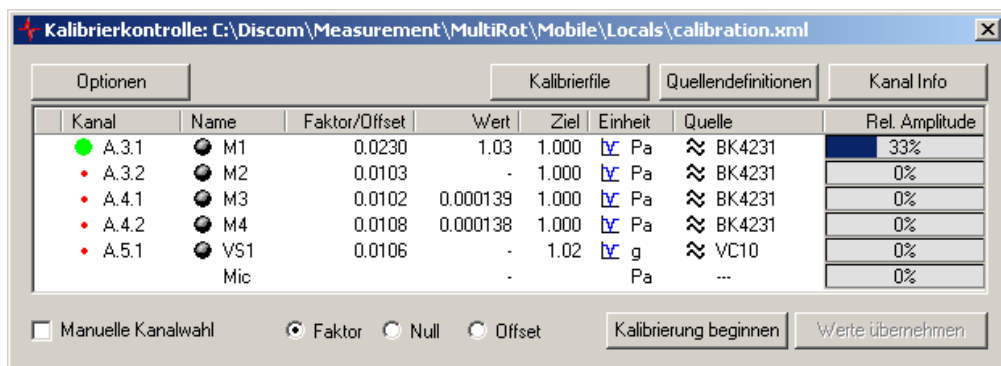 Kalibrierkontrolle: C:\Discom\Measurement\MultiRot\Mobile\Locals\calibration.xml
Optionen Kalibrierfile Quellendefinitionen Kanal Info
Kanal Name Faktor/Offset Wert Ziel Einheit Quelle Rel. Amplitude
A.3.1 M1 0.0230 1.03 1.000 Pa BK4231 33%
A.3.2 M2 0.0103 - 1.000 Pa BK4231 0%
A.4.1 M3 0.0102 0.000139 1.000 Pa BK4231 0%
A.4.2 M4 0.0108 0.000138 1.000 Pa BK4231 0%
A.5.1 VS1 0.0106 - 1.02 g VC10 0%
Mic - Pa --- 0%
Manuelle Kanalwahl Faktor Null Offset Kalibrierung beginnen Werte übernehmen